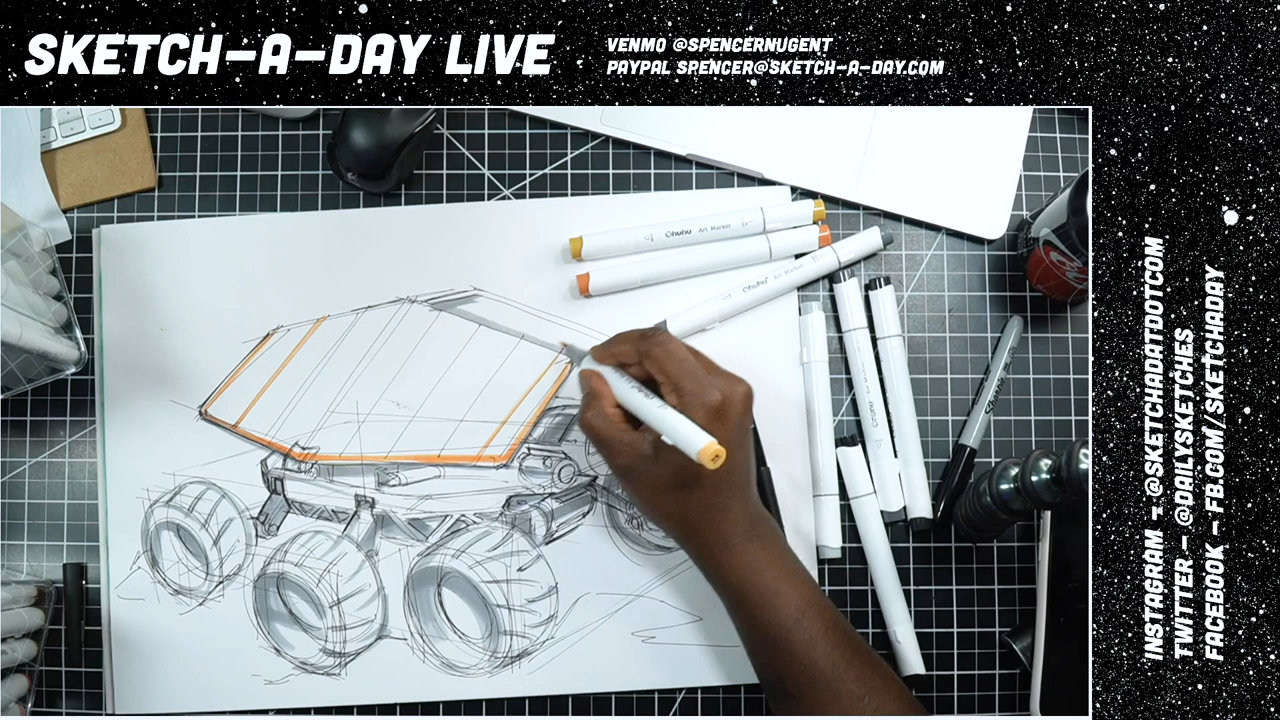 SKETCH-A-DAY LIVE
VENMO @SPENCERNUGENT
PAYPAL SPENCER@SKETCH-A-DAY.COM
Ohuhu Art Marker
Ohuhu Art Marker
INSTAGRAM - @SKETCHADAYDOTCOM
TWITTER - @DAILYSKETCHES
FACEBOOK - FB.COM/SKETCHADAY